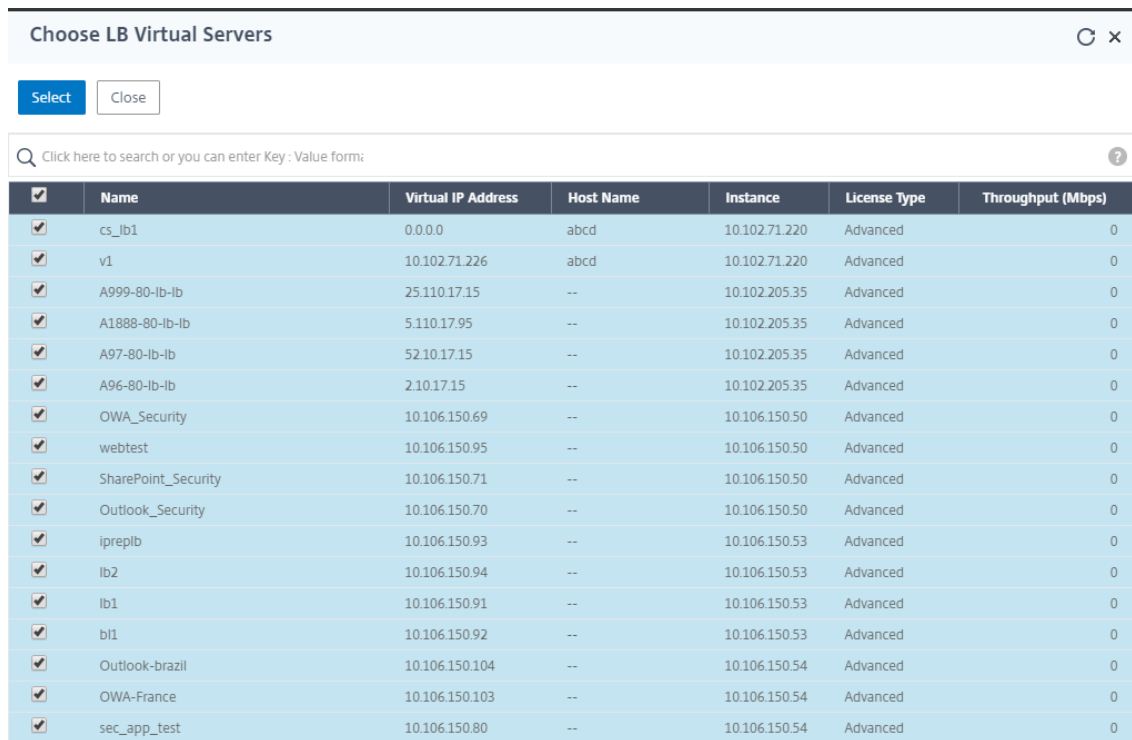 Choose LB Virtual Servers
Select Close
Click here to search or you can enter Key : Value forma
?
Name Virtual IP Address Host Name Instance License Type Throughput (Mbps)
cs_lb1 0.0.0.0 abcd 10.102.71.220 Advanced 0
v1 10.102.71.226 abcd 10.102.71.220 Advanced 0
A999-80-lb-lb 25.110.17.15 -- 10.102.205.35 Advanced 0
A1888-80-lb-lb 5.110.17.95 -- 10.102.205.35 Advanced 0
A97-80-lb-lb 52.10.17.15 -- 10.102.205.35 Advanced 0
A96-80-lb-lb 2.10.17.15 -- 10.102.205.35 Advanced 0
OWA_Security 10.106.150.69 -- 10.106.150.50 Advanced 0
webtest 10.106.150.95 -- 10.106.150.50 Advanced 0
SharePoint_Security 10.106.150.71 -- 10.106.150.50 Advanced 0
Outlook_Security 10.106.150.70 -- 10.106.150.50 Advanced 0
ipreplb 10.106.150.93 -- 10.106.150.53 Advanced 0
lb2 10.106.150.94 -- 10.106.150.53 Advanced 0
lb1 10.106.150.91 -- 10.106.150.53 Advanced 0
bl1 10.106.150.92 -- 10.106.150.53 Advanced 0
Outlook-brazil 10.106.150.104 -- 10.106.150.54 Advanced 0
OWA-France 10.106.150.103 -- 10.106.150.54 Advanced 0
sec_app_test 10.106.150.80 -- 10.106.150.54 Advanced 0